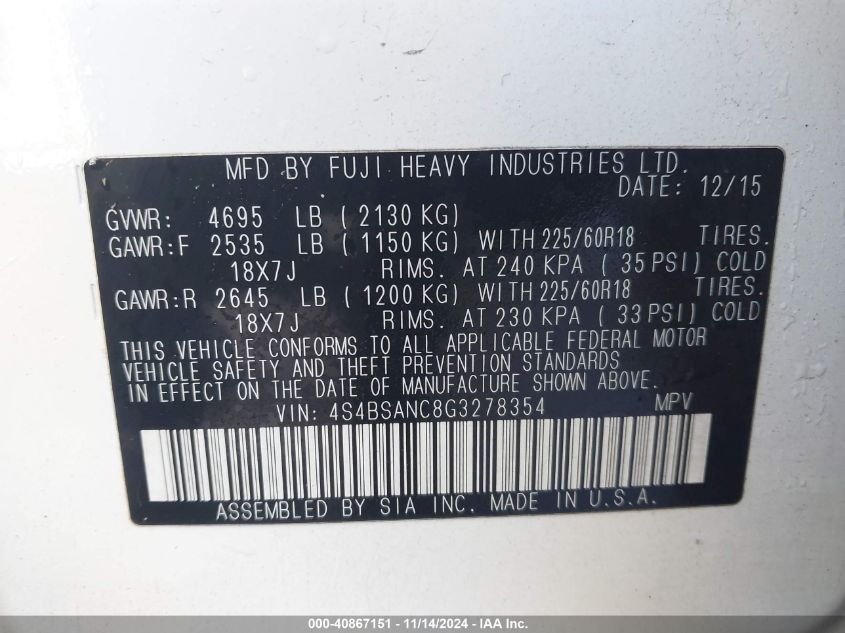 MFD BY FUJI HEAVY INDUSTRIES LTD.
DATE: 12/15
GVWR: 4695 LB ( 2130 KG)
GAWR:F 2535 LB ( 1150 KG) WITH 225/60R18 TIRES.
18X7J RIMS. AT 240 KPA ( 35 PSI) COLD
GAWR:R 2645 LB ( 1200 KG) WITH 225/60R18 TIRES.
18X7J RIMS. AT 230 KPA ( 33 PSI) COLD
THIS VEHICLE CONFORMS TO ALL APPLICABLE FEDERAL MOTOR
VEHICLE SAFETY AND THEFT PREVENTION STANDARDS
IN EFFECT ON THE DATE OF MANUFACTURE SHOWN ABOVE.
VIN: 4S4BSANC8G3278354 MPV
ASSEMBLED BY SIA INC. MADE IN U.S.A.
000-40867151 - 11/14/2024 - IAA Inc.